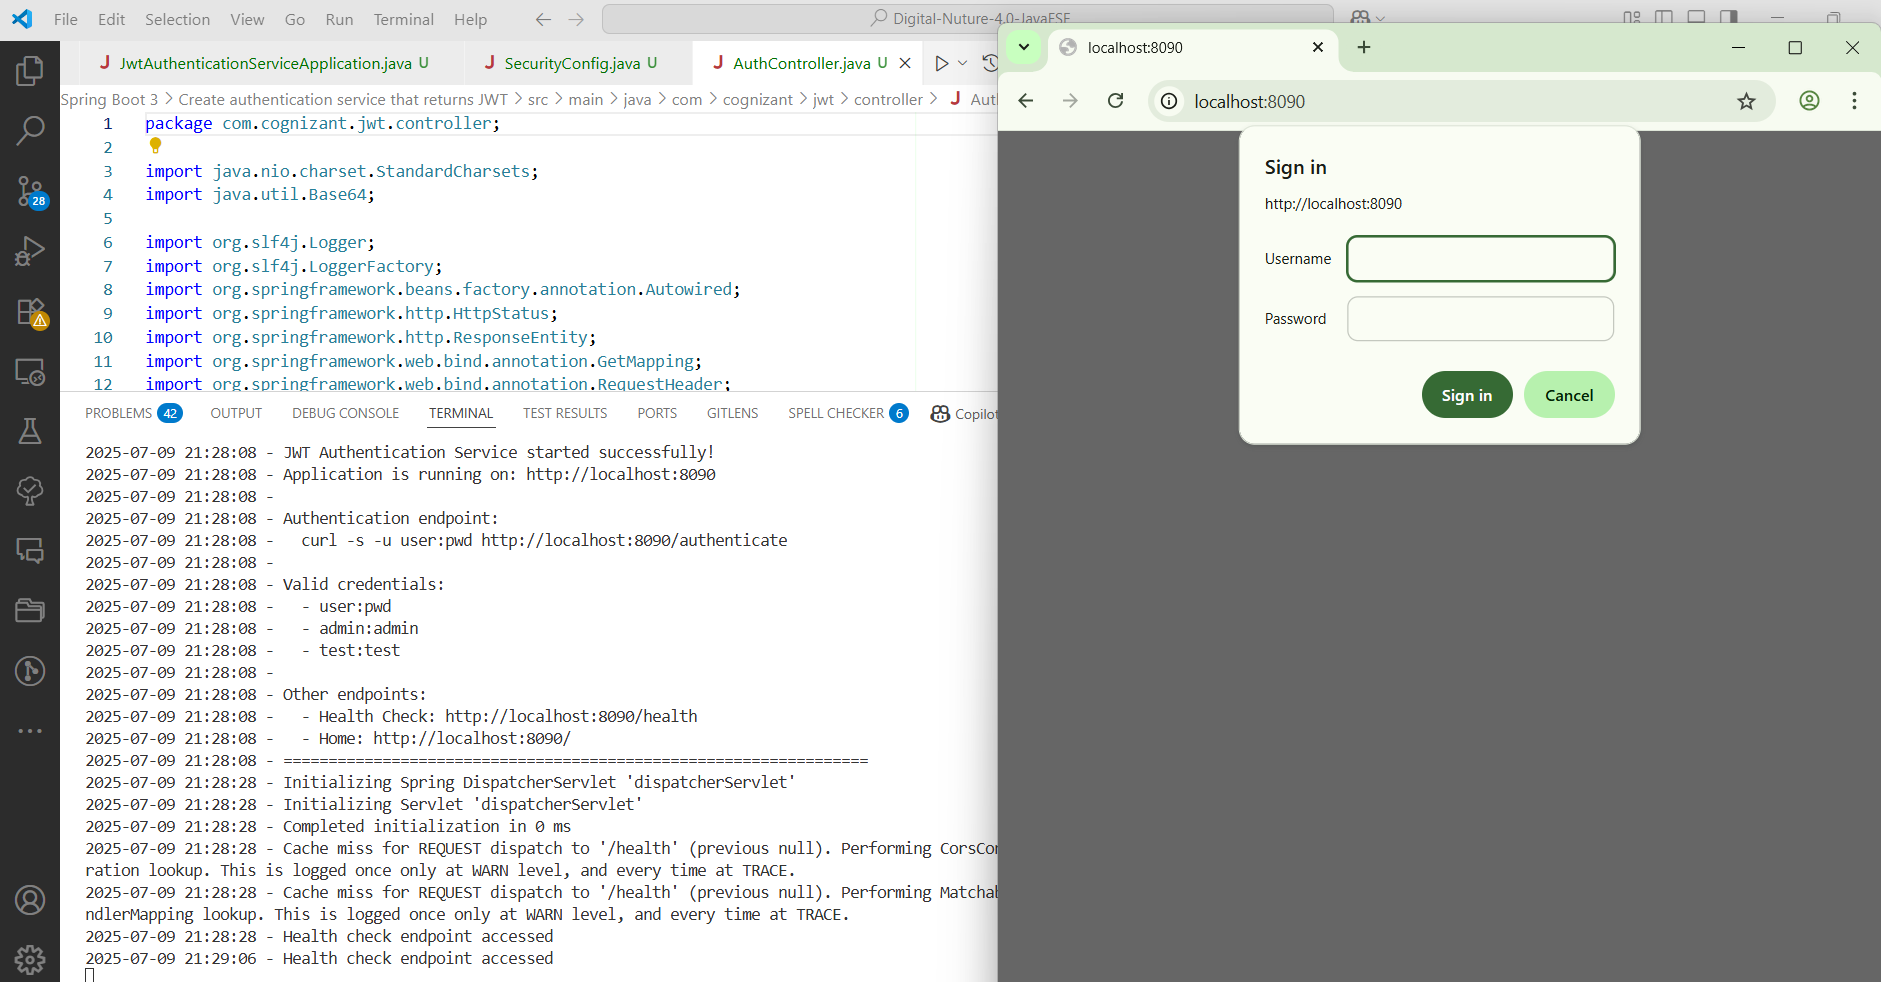 File Edit Selection View Go Run Terminal Help
Digital-Nuture-4.0-JavaFSE
JwtAuthenticationServiceApplication.java U
SecurityConfig.java U
AuthController.java U
Spring Boot 3 > Create authentication service that returns JWT > src > main > java > com > cognizant > jwt > controller >
1 package com.cognizant.jwt.controller;
2
3 import java.nio.charset.StandardCharsets;
4 import java.util.Base64;
5
6 import org.slf4j.Logger;
7 import org.slf4j.LoggerFactory;
8 import org.springframework.beans.factory.annotation.Autowired;
9 import org.springframework.http.HttpStatus;
10 import org.springframework.http.ResponseEntity;
11 import org.springframework.web.bind.annotation.GetMapping;
12 import org.springframework.web.bind.annotation.RequestHeader;
28
PROBLEMS 42 OUTPUT DEBUG CONSOLE TERMINAL TEST RESULTS PORTS GITLENS SPELL CHECKER 6 Copilot
2025-07-09 21:28:08 - JWT Authentication Service started successfully!
2025-07-09 21:28:08 - Application is running on: http://localhost:8090
2025-07-09 21:28:08 -
2025-07-09 21:28:08 - Authentication endpoint:
2025-07-09 21:28:08 -   curl -s -u user:pwd http://localhost:8090/authenticate
2025-07-09 21:28:08 -
2025-07-09 21:28:08 - Valid credentials:
2025-07-09 21:28:08 -   - user:pwd
2025-07-09 21:28:08 -   - admin:admin
2025-07-09 21:28:08 -   - test:test
2025-07-09 21:28:08 -
2025-07-09 21:28:08 - Other endpoints:
2025-07-09 21:28:08 -   - Health Check: http://localhost:8090/health
2025-07-09 21:28:08 -   - Home: http://localhost:8090/
2025-07-09 21:28:08 - =================================================================
2025-07-09 21:28:28 - Initializing Spring DispatcherServlet 'dispatcherServlet'
2025-07-09 21:28:28 - Initializing Servlet 'dispatcherServlet'
2025-07-09 21:28:28 - Completed initialization in 0 ms
2025-07-09 21:28:28 - Cache miss for REQUEST dispatch to '/health' (previous null). Performing CorsCon
ration lookup. This is logged once only at WARN level, and every time at TRACE.
2025-07-09 21:28:28 - Cache miss for REQUEST dispatch to '/health' (previous null). Performing Matchab
ndlerMapping lookup. This is logged once only at WARN level, and every time at TRACE.
2025-07-09 21:28:28 - Health check endpoint accessed
2025-07-09 21:29:06 - Health check endpoint accessed
localhost:8090
localhost:8090
Sign in
http://localhost:8090
Username
Password
Sign in
Cancel